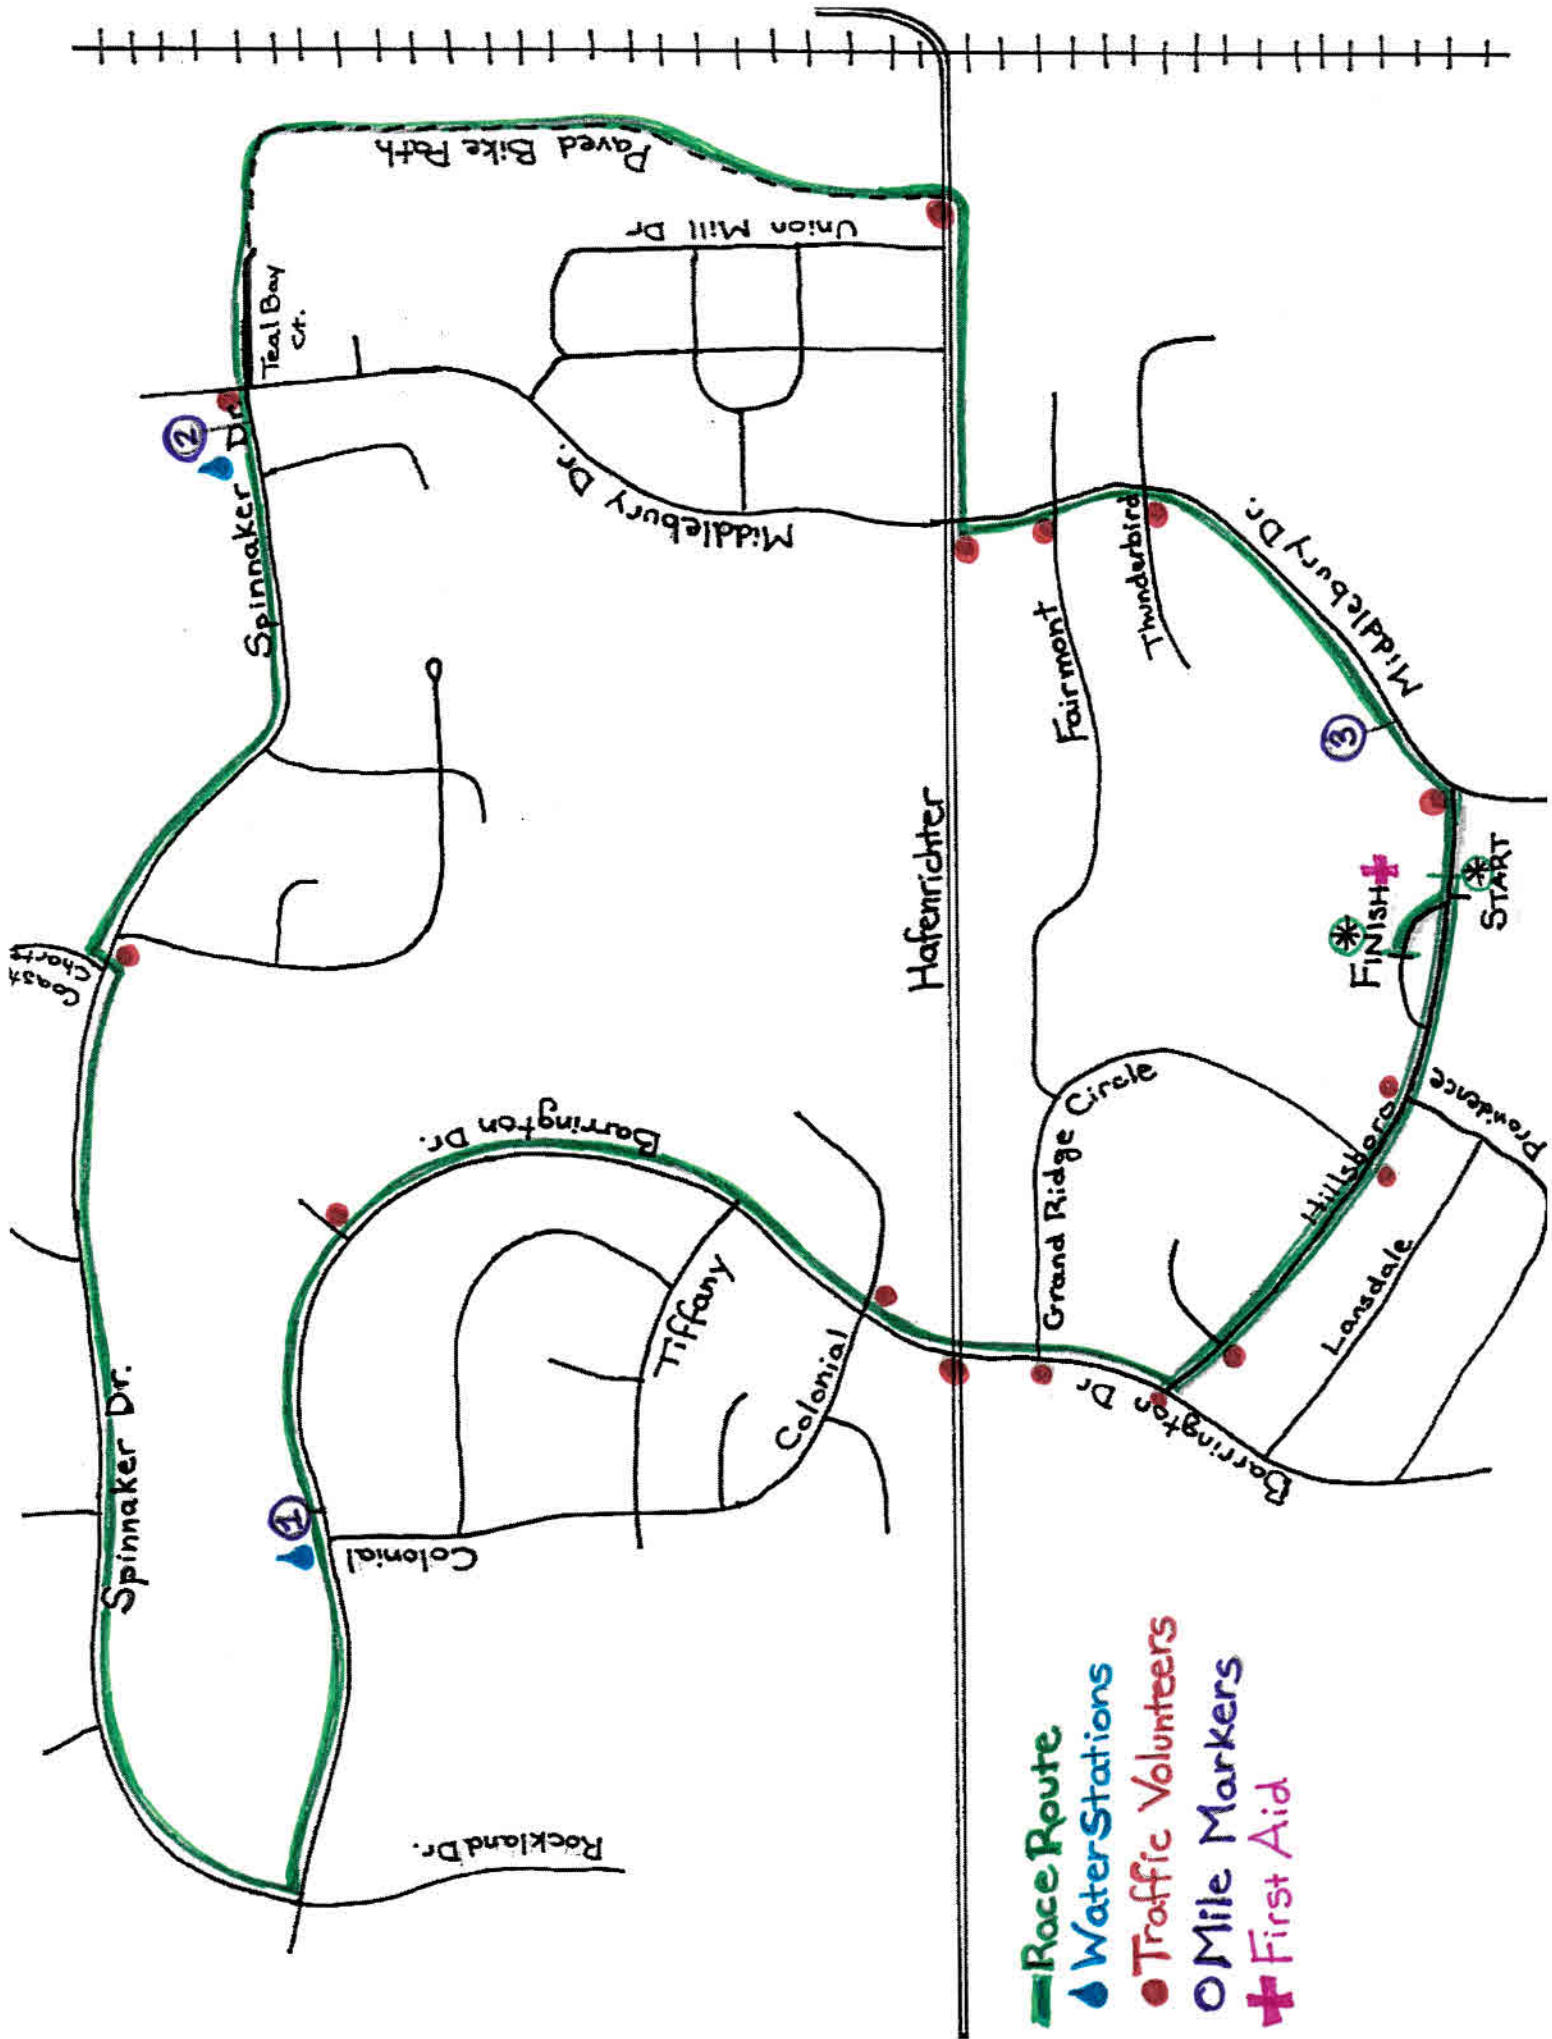 Paved Bike Path
Union Mill Dr
Teal Bay
Ct.
2
Spinnaker Dr.
Middlebury Dr.
Thunderbird
Middlebury Dr.
Fairmont
3
Hafenrichter
START
FINISH
Coast
Charts
Providence
Grand Ridge Circle
Hillsboro
Barrington Dr.
Lansdale
Tiffany
Colonial
Barrington Dr
Spinnaker Dr.
1
Colonial
Rockland Dr.
Race Route
Water Stations
Traffic Volunteers
Mile Markers
First Aid